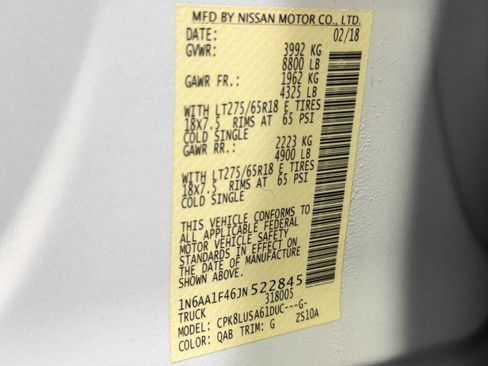 MFD BY NISSAN MOTOR CO., LTD.
DATE: 02/18
GVWR: 3992 KG
8800 LB
GAWR FR.: 1962 KG
4325 LB
WITH LT275/65R18 E TIRES
18x7.5 RIMS AT 65 PSI
COLD SINGLE
GAWR RR.: 2223 KG
4900 LB
WITH LT275/65R18 E TIRES
18x7.5 RIMS AT 65 PSI
COLD SINGLE
THIS VEHICLE CONFORMS TO
ALL APPLICABLE FEDERAL
MOTOR VEHICLE SAFETY
STANDARDS IN EFFECT ON
THE DATE OF MANUFACTURE
SHOWN ABOVE.
1N6AA1F46JN522845
TRUCK 318005
MODEL: CPK8LUSA61DUC---G-
COLOR: QAB TRIM: G ZS10A